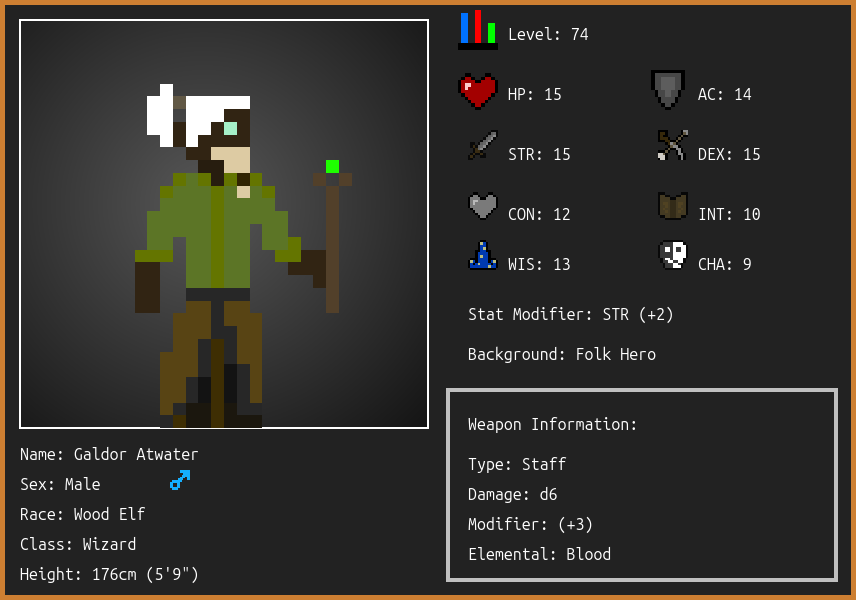 Level: 74
HP: 15
AC: 14
STR: 15
DEX: 15
CON: 12
INT: 10
WIS: 13
CHA: 9
Stat Modifier: STR (+2)
Background: Folk Hero
Weapon Information:
Type: Staff
Damage: d6
Modifier: (+3)
Elemental: Blood
Name: Galdor Atwater
Sex: Male
Race: Wood Elf
Class: Wizard
Height: 176cm (5'9")